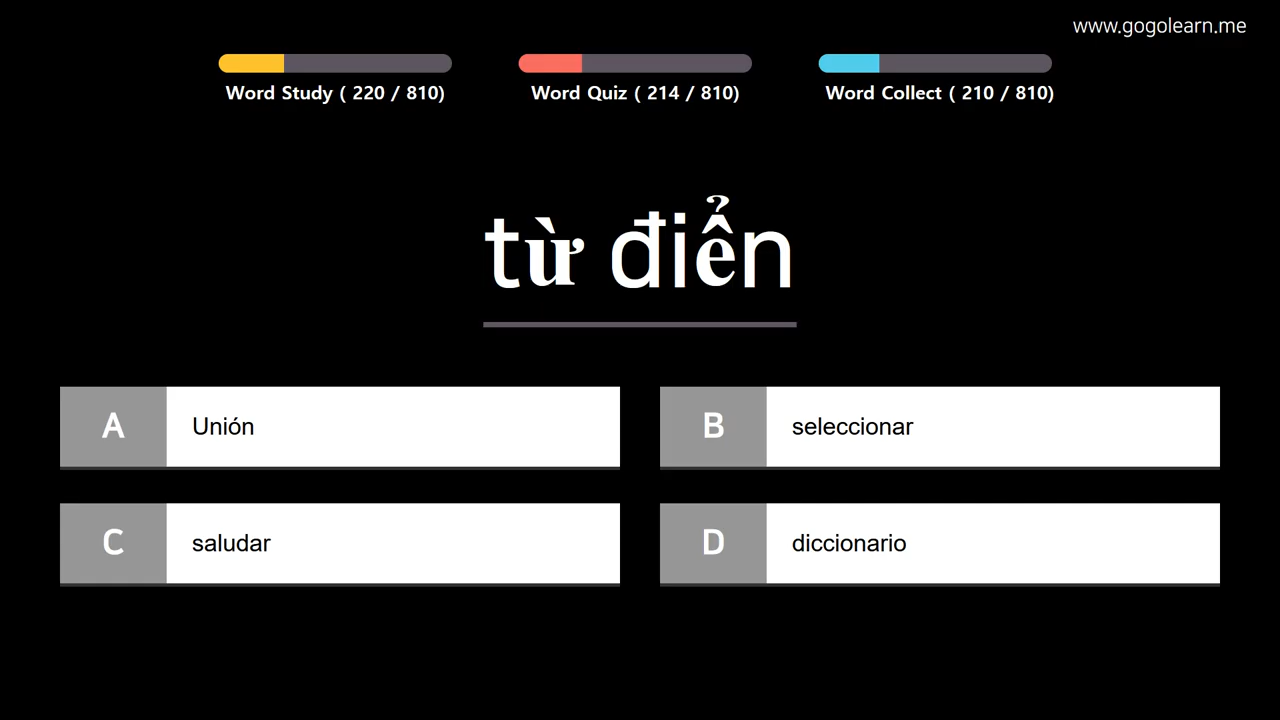 www.gogolearn.me
Word Study ( 220 / 810)
Word Quiz ( 214 / 810)
Word Collect ( 210 / 810)
từ điển
A Unión
B seleccionar
C saludar
D diccionario